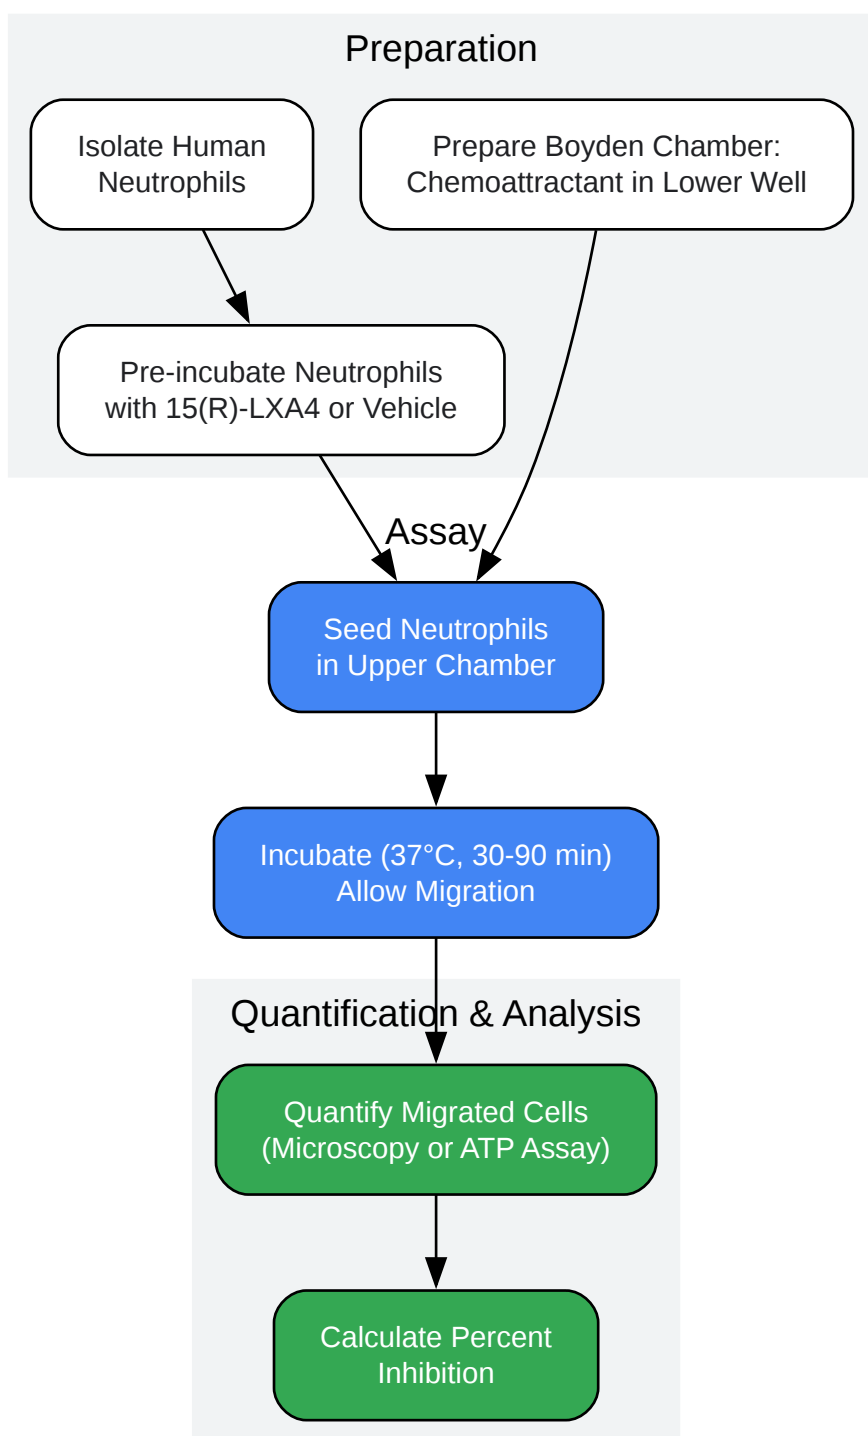 Preparation
Isolate Human
Neutrophils
Prepare Boyden Chamber:
Chemoattractant in Lower Well
Pre-incubate Neutrophils
with 15(R)-LXA4 or Vehicle
Assay
Seed Neutrophils
in Upper Chamber
Incubate (37°C, 30-90 min)
Allow Migration
Quantification & Analysis
Quantify Migrated Cells
(Microscopy or ATP Assay)
Calculate Percent
Inhibition